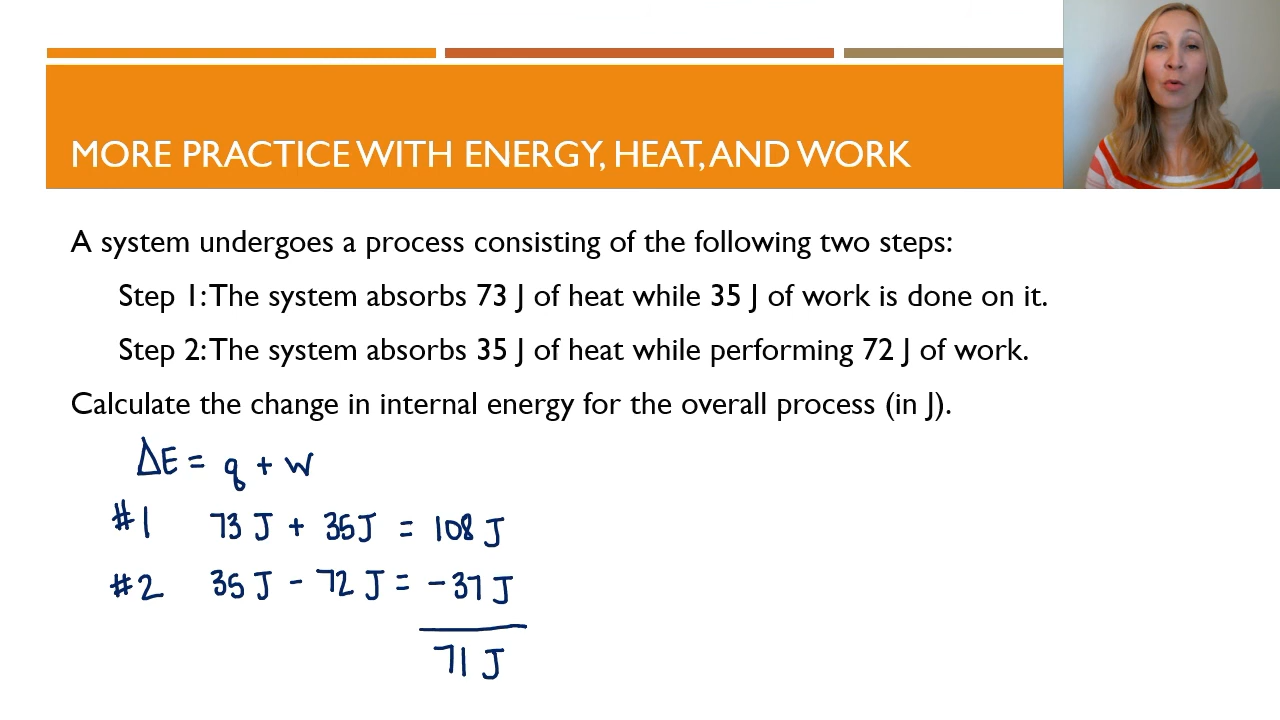 MORE PRACTICE WITH ENERGY, HEAT, AND WORK
A system undergoes a process consisting of the following two steps:
Step 1: The system absorbs 73 J of heat while 35 J of work is done on it.
Step 2: The system absorbs 35 J of heat while performing 72 J of work.
Calculate the change in internal energy for the overall process (in J).
ΔE = q + w
#1 73 J + 35 J = 108 J
#2 35 J - 72 J = -37 J
71 J